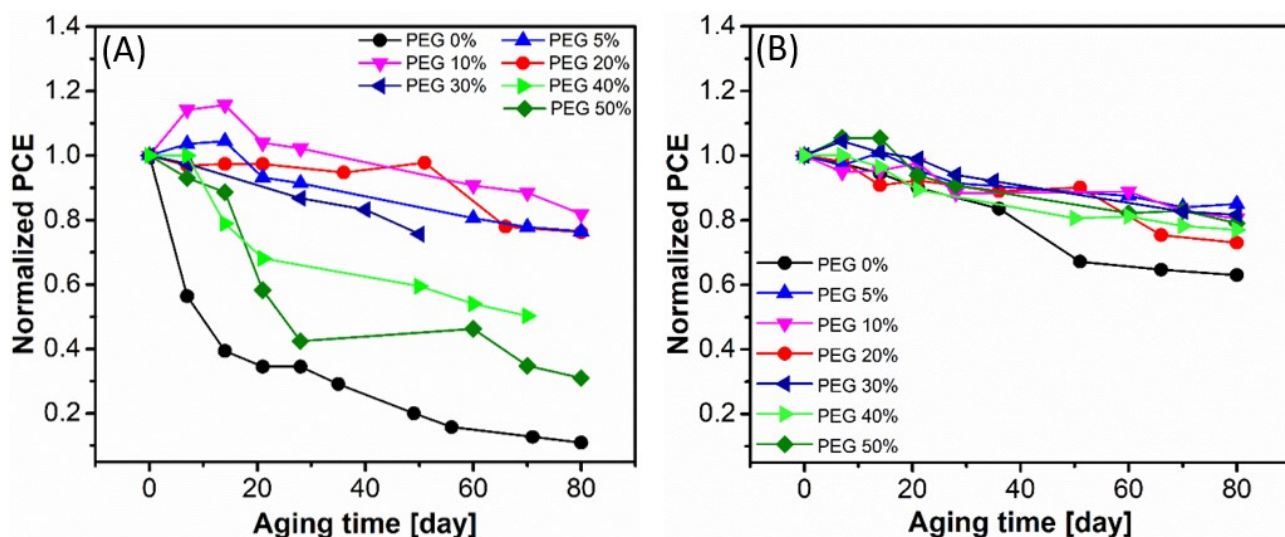 (A)
PEG 0% PEG 5%
PEG 10% PEG 20%
PEG 30% PEG 40%
PEG 50%
Normalized PCE
1.4
1.2
1.0
0.8
0.6
0.4
0.2
0 20 40 60 80
Aging time [day]
(B)
PEG 0%
PEG 5%
PEG 10%
PEG 20%
PEG 30%
PEG 40%
PEG 50%
Normalized PCE
1.4
1.2
1.0
0.8
0.6
0.4
0.2
0 20 40 60 80
Aging time [day]